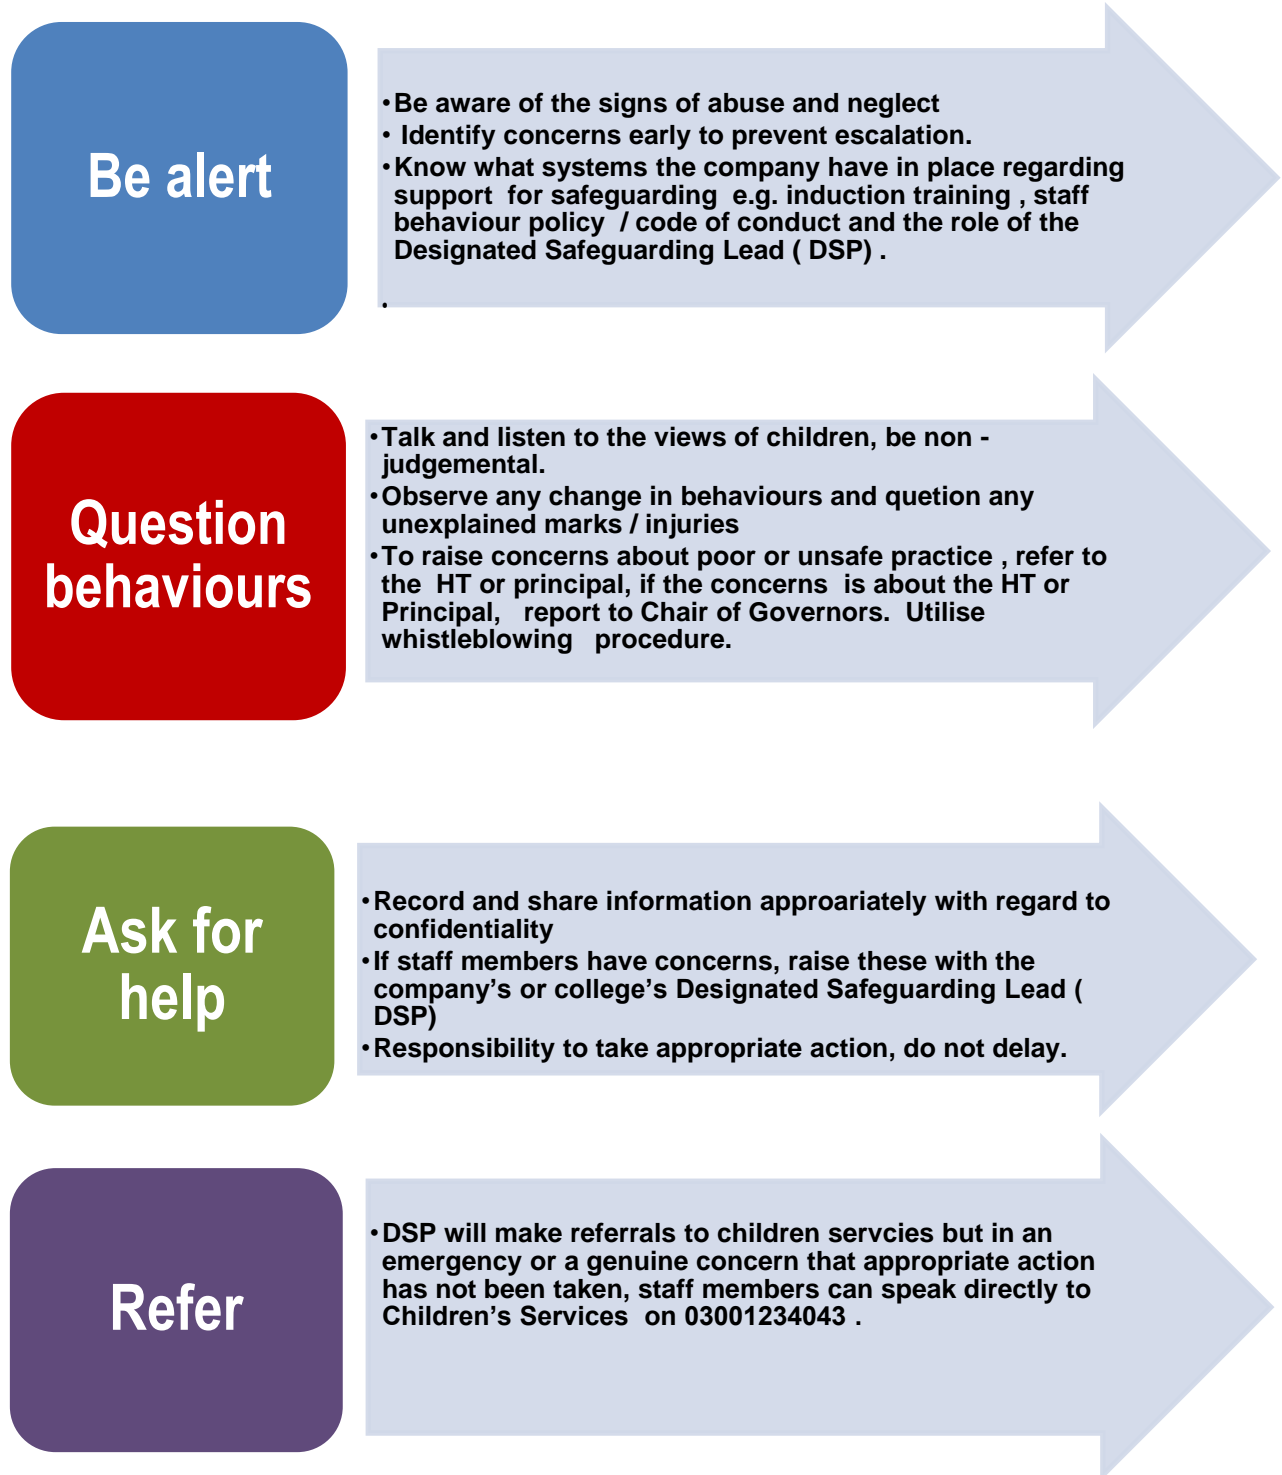 Be alert
•Be aware of the signs of abuse and neglect
• Identify concerns early to prevent escalation.
•Know what systems the company have in place regarding
support for safeguarding e.g. induction training , staff
behaviour policy / code of conduct and the role of the
Designated Safeguarding Lead ( DSP) .
.
Question
behaviours
•Talk and listen to the views of children, be non -
judgemental.
•Observe any change in behaviours and quetion any
unexplained marks / injuries
•To raise concerns about poor or unsafe practice , refer to
the HT or principal, if the concerns is about the HT or
Principal, report to Chair of Governors. Utilise
whistleblowing procedure.
Ask for
help
•Record and share information approariately with regard to
confidentiality
•If staff members have concerns, raise these with the
company’s or college’s Designated Safeguarding Lead (
DSP)
•Responsibility to take appropriate action, do not delay.
Refer
•DSP will make referrals to children servcies but in an
emergency or a genuine concern that appropriate action
has not been taken, staff members can speak directly to
Children’s Services on 03001234043 .